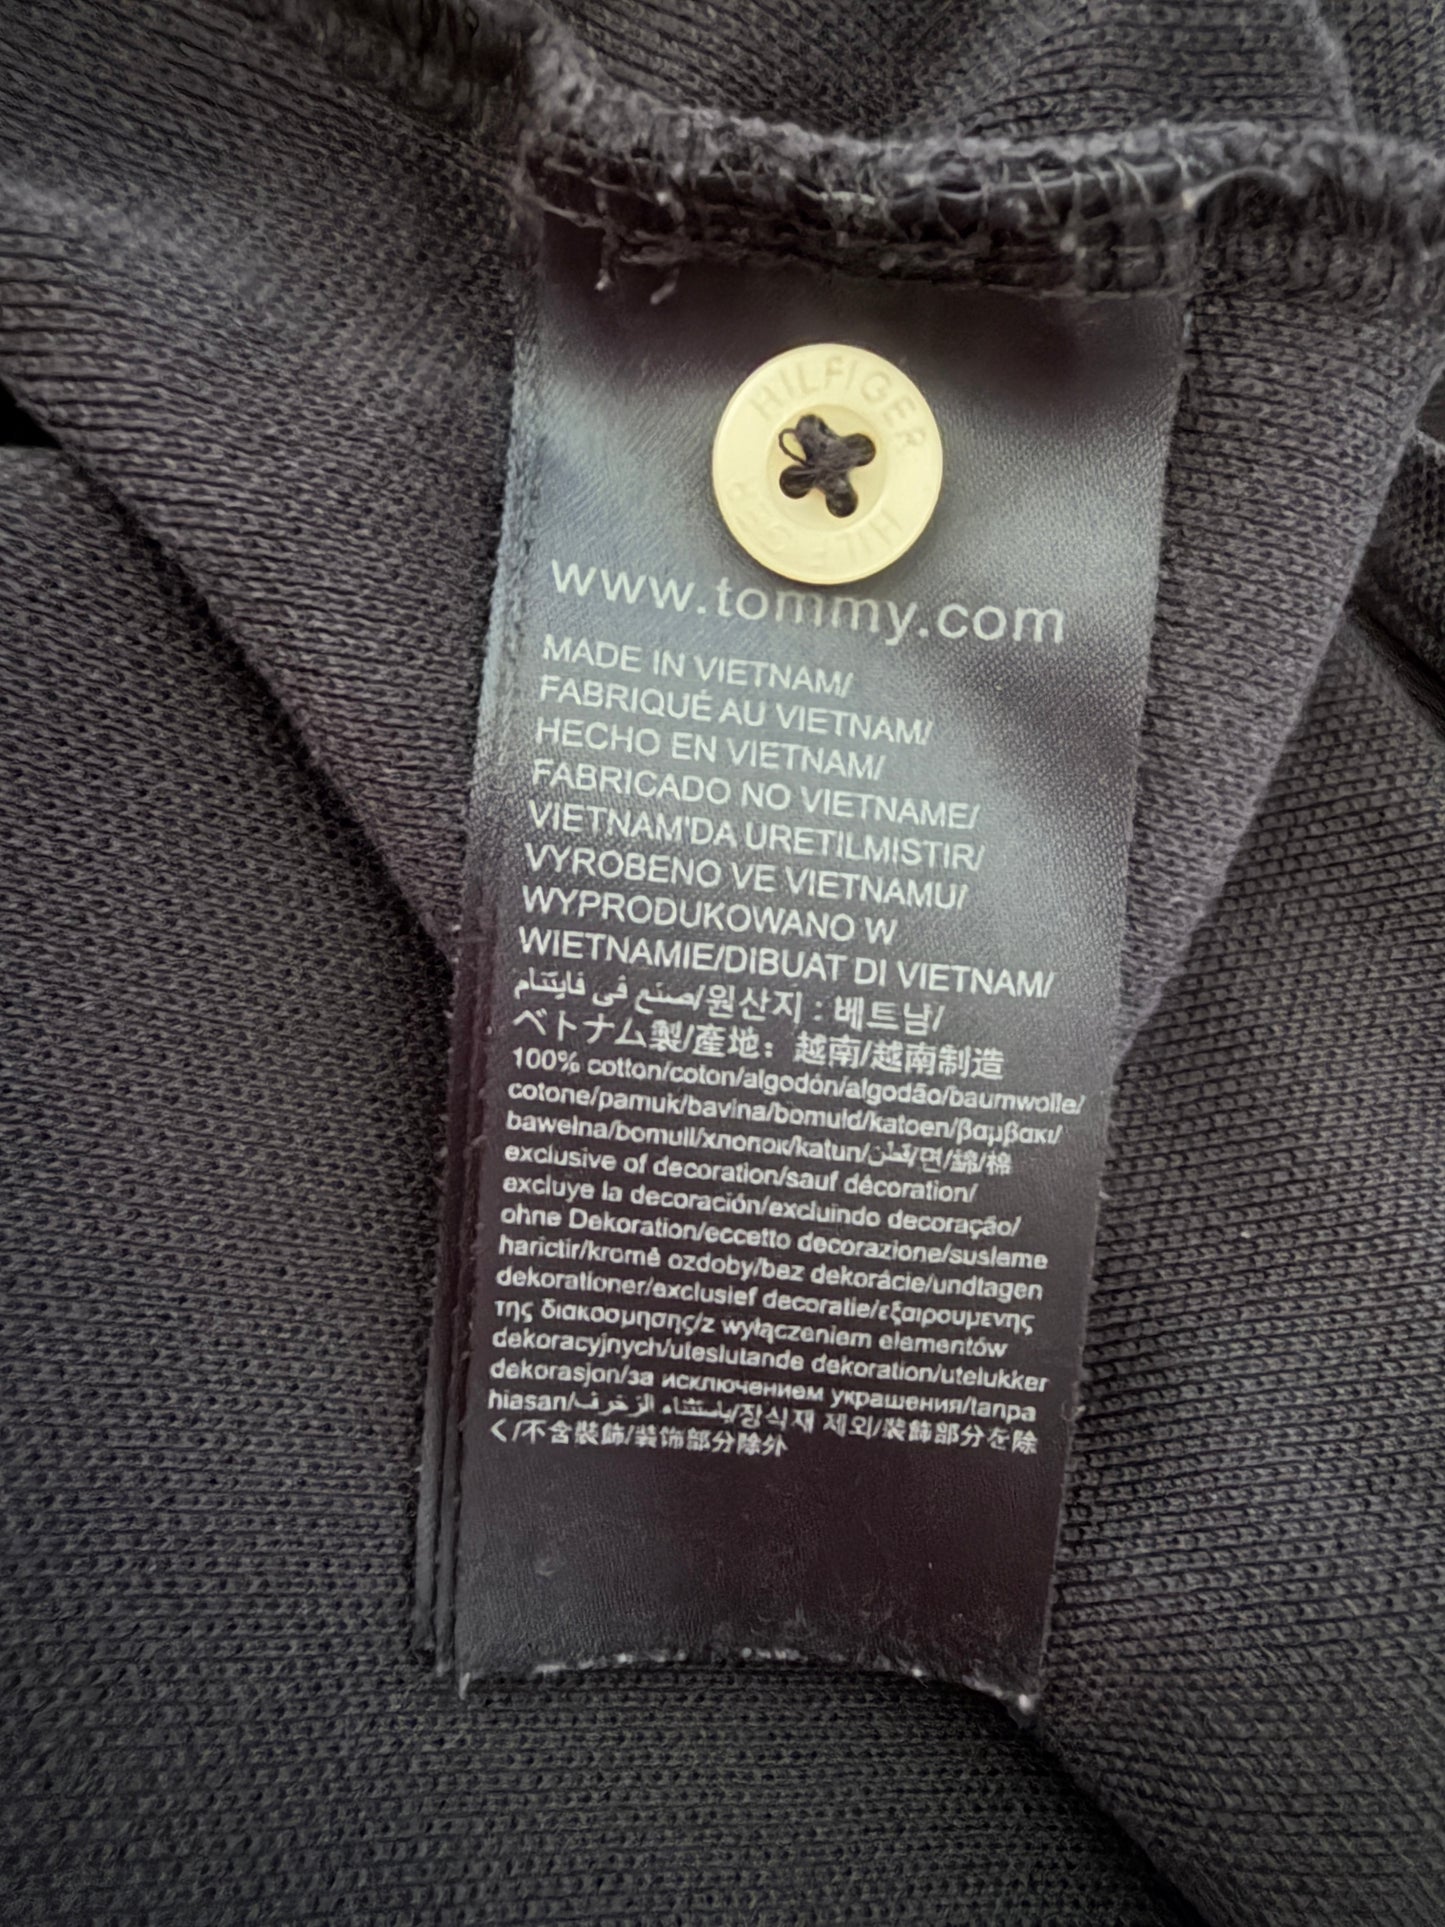 HILFIGER
HILF GER
www.tommy.com
MADE IN VIETNAM/
FABRIQUÉ AU VIETNAM/
HECHO EN VIETNAM/
FABRICADO NO VIETNAME/
VIETNAM'DA URETILMISTIR/
VYROBENO VE VIETNAMU/
WYPRODUKOWANO W
WIETNAMIE/DIBUAT DI VIETNAM/
صنع في فايتنام/원산지 : 베트남/
ベトナム製/產地：越南/越南制造
100% cotton/coton/algodón/algodão/baumwolle/
cotone/pamuk/bavlna/bomuld/katoen/βαμβακι/
bawełna/bomull/хлопок/katun/قطن/면/綿/棉
exclusive of decoration/sauf décoration/
excluye la decoración/excluindo decoração/
ohne Dekoration/eccetto decorazione/susleme
harictir/kromě ozdoby/bez dekorácie/undtagen
dekorationer/exclusief decoratie/εξαιρουμενης
της διακοσμησης/z wyłączeniem elementów
dekoracyjnych/uteslutande dekoration/utelukker
dekorasjon/за исключением украшения/tanpa
hiasan/باستثناء الزخرف/장식재 제외/装飾部分を除
く/不含裝飾/装饰部分除外